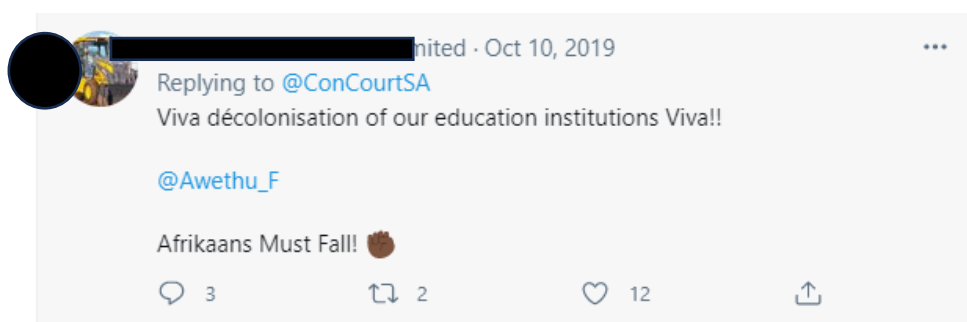 · Oct 10, 2019
Replying to @ConCourtSA
Viva décolonisation of our education institutions Viva!!
@Awethu_F
Afrikaans Must Fall! ✊🏿
3 2 12